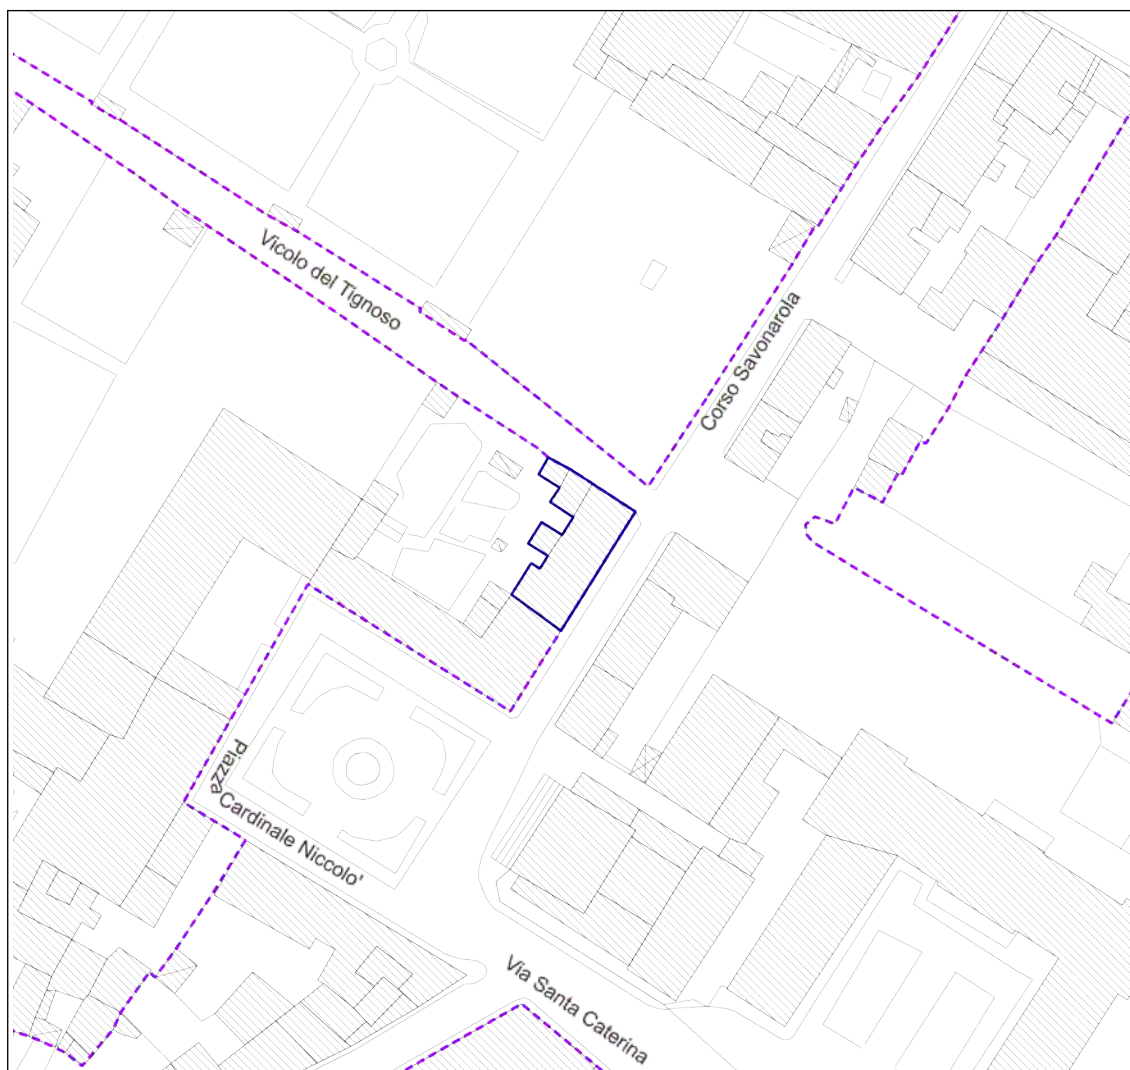 Vicolo del Tignoso
Corso Savonarola
Piazza
Cardinale Niccolo'
Via Santa Caterina